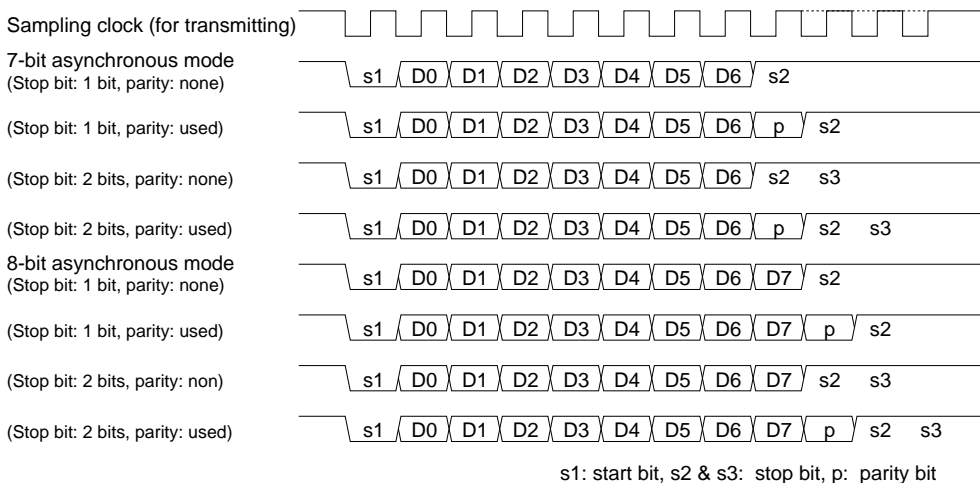 Sampling clock (for transmitting)
7-bit asynchronous mode
(Stop bit: 1 bit, parity: none) s1 D0 D1 D2 D3 D4 D5 D6 s2
(Stop bit: 1 bit, parity: used) s1 D0 D1 D2 D3 D4 D5 D6 p s2
(Stop bit: 2 bits, parity: none) s1 D0 D1 D2 D3 D4 D5 D6 s2 s3
(Stop bit: 2 bits, parity: used) s1 D0 D1 D2 D3 D4 D5 D6 p s2 s3
8-bit asynchronous mode
(Stop bit: 1 bit, parity: none) s1 D0 D1 D2 D3 D4 D5 D6 D7 s2
(Stop bit: 1 bit, parity: used) s1 D0 D1 D2 D3 D4 D5 D6 D7 p s2
(Stop bit: 2 bits, parity: non) s1 D0 D1 D2 D3 D4 D5 D6 D7 s2 s3
(Stop bit: 2 bits, parity: used) s1 D0 D1 D2 D3 D4 D5 D6 D7 p s2 s3
s1: start bit, s2 & s3: stop bit, p: parity bit